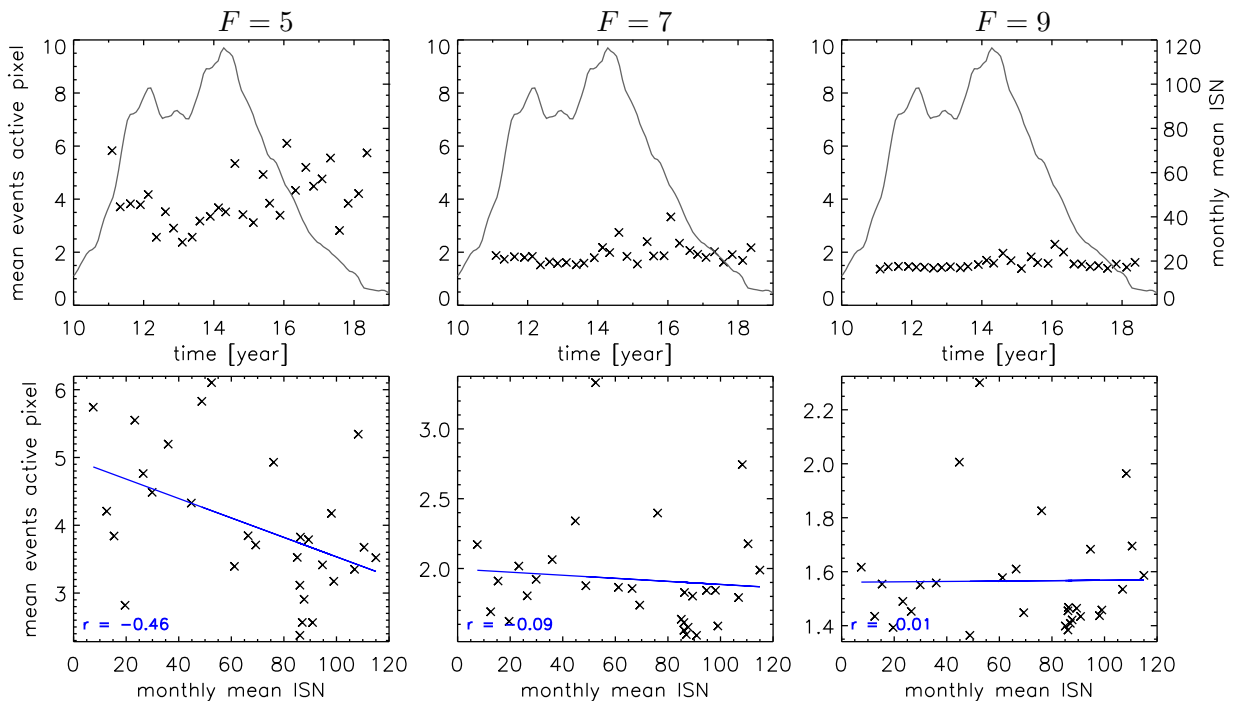 F = 5 F = 7 F = 9
mean events active pixel
10 8 6 4 2 0
10 12 14 16 18
time [year]
10 8 6 4 2 0
10 12 14 16 18
time [year]
10 8 6 4 2 0
10 12 14 16 18
time [year]
120 100 80 60 40 20 0
monthly mean ISN
mean events active pixel
6 5 4 3
r = −0.46
0 20 40 60 80 100 120
monthly mean ISN
3.0 2.5 2.0
r = −0.09
0 20 40 60 80 100 120
monthly mean ISN
2.2 2.0 1.8 1.6 1.4
r = 0.01
0 20 40 60 80 100 120
monthly mean ISN